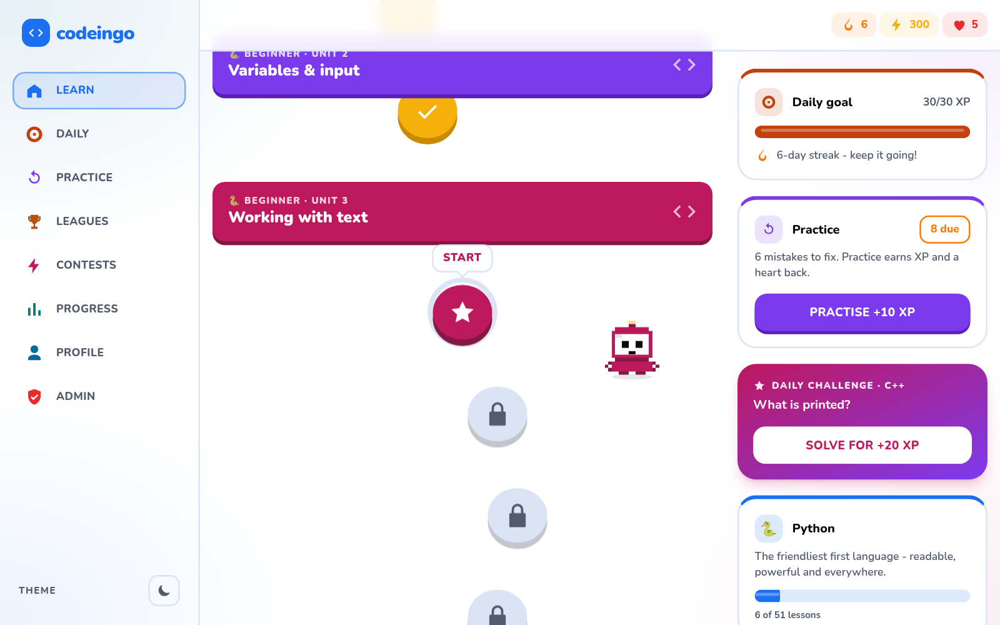 codeingo
LEARN
DAILY
PRACTICE
LEAGUES
CONTESTS
PROGRESS
PROFILE
ADMIN
THEME
6
300
5
BEGINNER · UNIT 2
Variables & input
BEGINNER · UNIT 3
Working with text
START
Daily goal
30/30 XP
6-day streak - keep it going!
Practice
8 due
6 mistakes to fix. Practice earns XP and a
heart back.
PRACTISE +10 XP
DAILY CHALLENGE · C++
What is printed?
SOLVE FOR +20 XP
Python
The friendliest first language - readable,
powerful and everywhere.
6 of 51 lessons